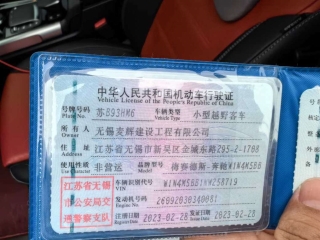 中华人民共和国机动车行驶证
Vehicle License of the People's Republic of China
号牌号码 苏B93HM6 车辆类型 小型越野客车
Plate No. Vehicle Type
所有人 无锡麦辉建设工程有限公司
Owner
住址 江苏省无锡市新吴区金城东路295-2-1708
Address
使用性质 非营运 品牌型号 梅赛德斯-奔驰W1N4M5BB
Use Character Model
江苏省无锡市公安局交通警察支队
车辆识别代号
VIN
发动机号码 26092030340081
Engine No.
注册日期 2023-02-28 发证日期 2023-02-28
Register Date Issue Date